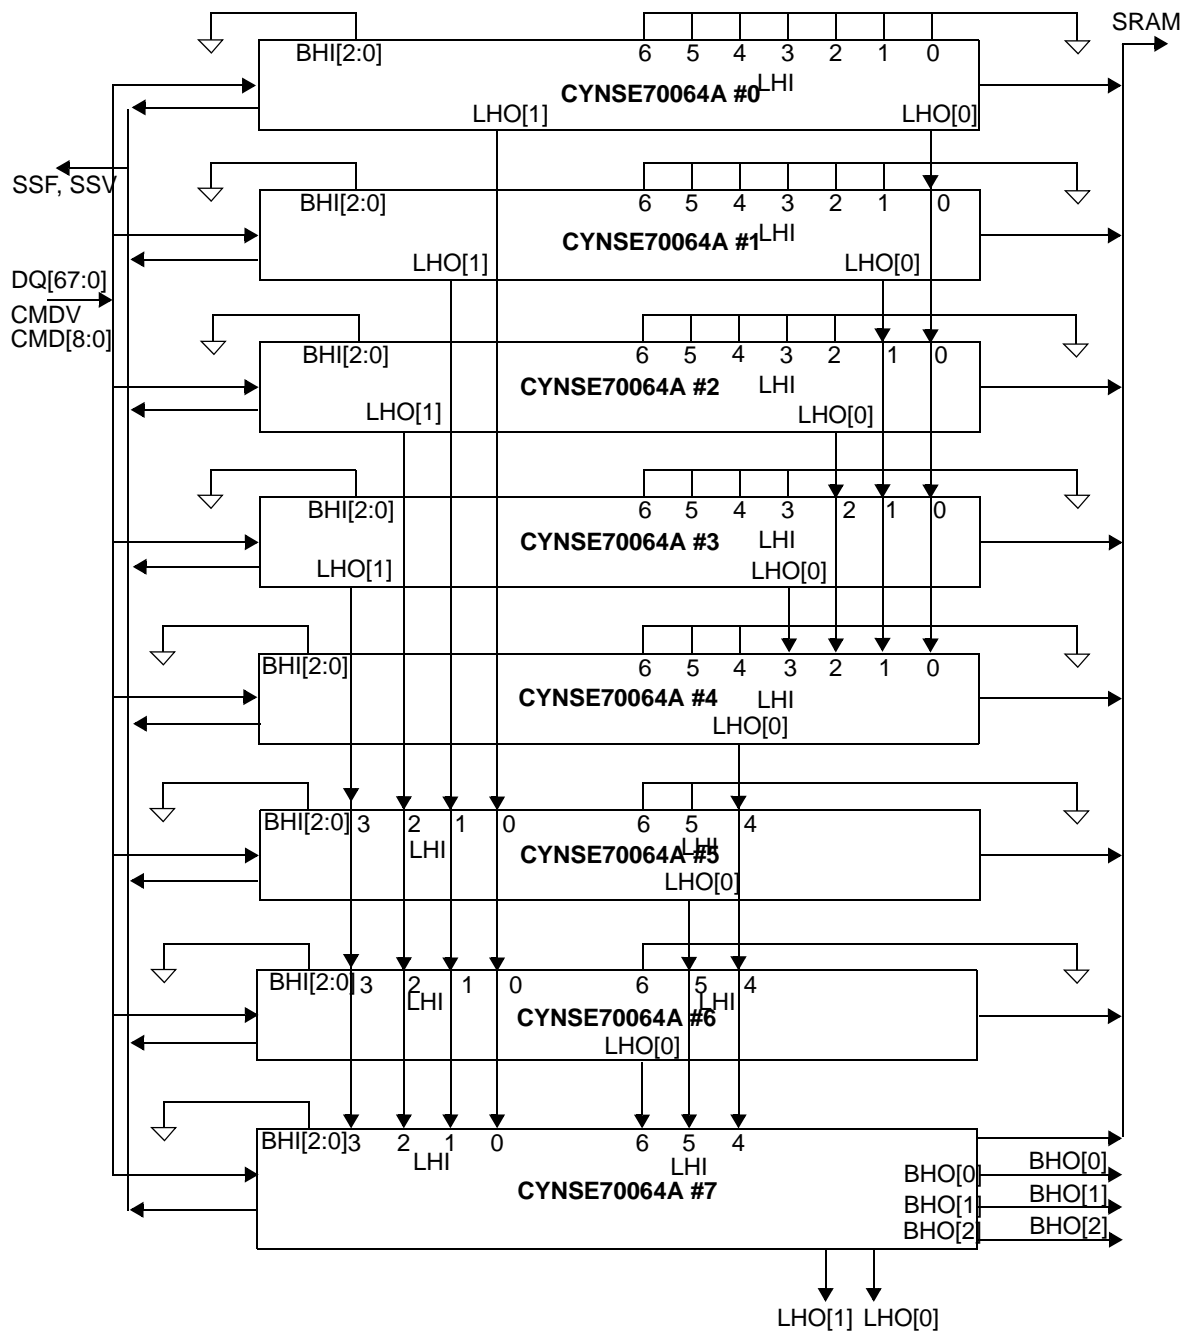 SRAM
BHI[2:0] 6 5 4 3 2 1 0
LHI
CYNSE70064A #0
LHO[1] LHO[0]
SSF, SSV
BHI[2:0] 6 5 4 3 2 1 0
LHI
CYNSE70064A #1
LHO[1] LHO[0]
DQ[67:0]
CMDV
CMD[8:0]
BHI[2:0] 6 5 4 3 2 1 0
CYNSE70064A #2 LHI
LHO[1] LHO[0]
BHI[2:0] 6 5 4 3 2 1 0
CYNSE70064A #3 LHI
LHO[1] LHO[0]
BHI[2:0] 6 5 4 3 2 1 0
CYNSE70064A #4 LHI
LHO[0]
BHI[2:0] 3 2 1 0 6 5 4
LHI CYNSE70064A #5 LHI
LHO[0]
BHI[2:0] 3 2 1 0 6 5 4
LHI LHI
CYNSE70064A #6
LHO[0]
BHI[2:0] 3 2 1 0 6 5 4
LHI LHI
CYNSE70064A #7
BHO[0] BHO[0]
BHO[1] BHO[1]
BHO[2] BHO[2]
LHO[1] LHO[0]